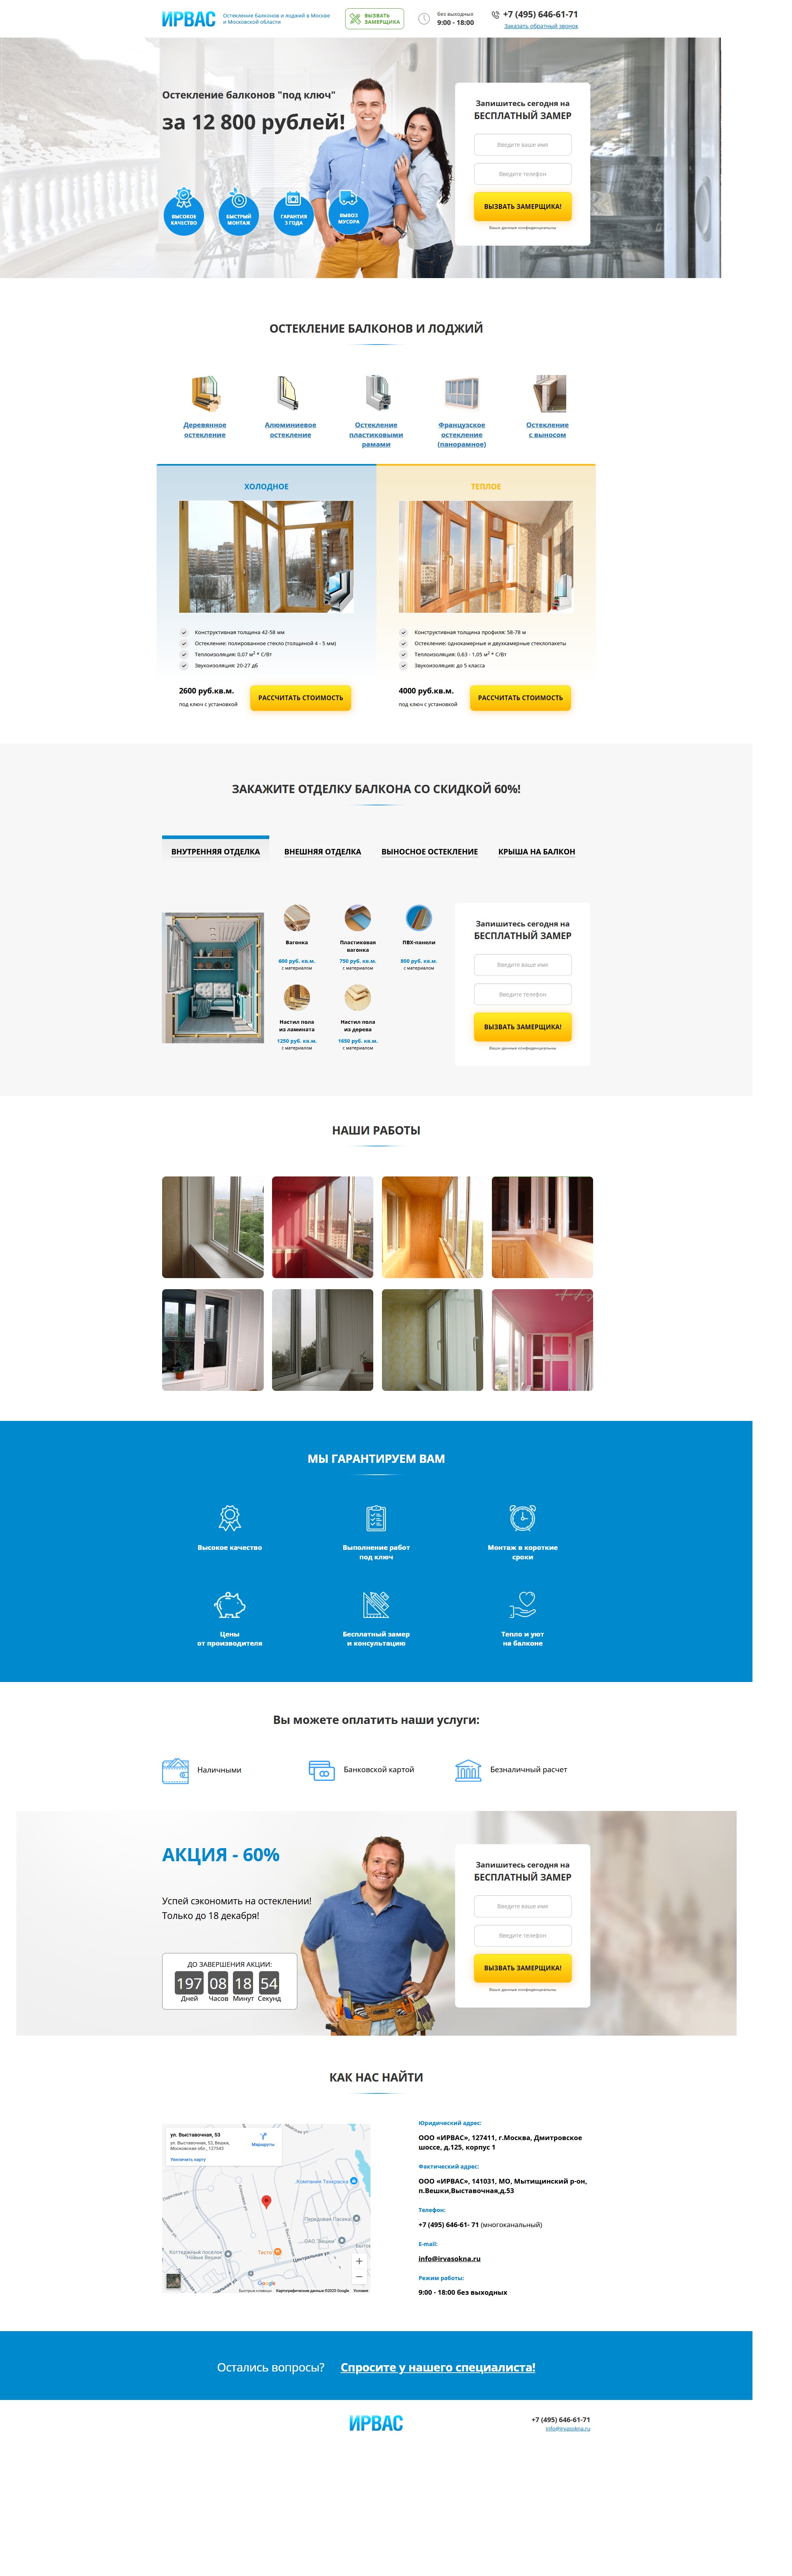 ИРВАС
Остекление балконов и лоджий в Москве
и Московской области
ВЫЗВАТЬ
ЗАМЕРЩИКА
без выходных
9:00 - 18:00
+7 (495) 646-61-71
Заказать обратный звонок
Остекление балконов "под ключ"
за 12 800 рублей!
ВЫСОКОЕ
КАЧЕСТВО
БЫСТРЫЙ
МОНТАЖ
ГАРАНТИЯ
3 ГОДА
ВЫВОЗ
МУСОРА
Запишитесь сегодня на
БЕСПЛАТНЫЙ ЗАМЕР
Введите ваше имя
Введите телефон
ВЫЗВАТЬ ЗАМЕРЩИКА!
Ваши данные конфиденциальны
ОСТЕКЛЕНИЕ БАЛКОНОВ И ЛОДЖИЙ
Деревянное
остекление
Алюминиевое
остекление
Остекление
пластиковыми
рамами
Французское
остекление
(панорамное)
Остекление
с выносом
ХОЛОДНОЕ
Конструктивная толщина 42-58 мм
Остекление: полированное стекло (толщиной 4 - 5 мм)
Теплоизоляция: 0,07 м² * С/Вт
Звукоизоляция: 20-27 дб
2600 руб.кв.м.
под ключ с установкой
РАССЧИТАТЬ СТОИМОСТЬ
ТЕПЛОЕ
Конструктивная толщина профиля: 58-78 м
Остекление: однокамерные и двухкамерные стеклопакеты
Теплоизоляция: 0,63 - 1,05 м² * С/Вт
Звукоизоляция: до 5 класса
4000 руб.кв.м.
под ключ с установкой
РАССЧИТАТЬ СТОИМОСТЬ
ЗАКАЖИТЕ ОТДЕЛКУ БАЛКОНА СО СКИДКОЙ 60%!
ВНУТРЕННЯЯ ОТДЕЛКА
ВНЕШНЯЯ ОТДЕЛКА
ВЫНОСНОЕ ОСТЕКЛЕНИЕ
КРЫША НА БАЛКОН
Вагонка
600 руб. кв.м.
с материалом
Пластиковая
вагонка
750 руб. кв.м.
с материалом
ПВХ-панели
800 руб. кв.м.
с материалом
Настил пола
из ламината
1250 руб. кв.м.
с материалом
Настил пола
из дерева
1650 руб. кв.м.
с материалом
Запишитесь сегодня на
БЕСПЛАТНЫЙ ЗАМЕР
Введите ваше имя
Введите телефон
ВЫЗВАТЬ ЗАМЕРЩИКА!
Ваши данные конфиденциальны
НАШИ РАБОТЫ
МЫ ГАРАНТИРУЕМ ВАМ
Высокое качество
Выполнение работ
под ключ
Монтаж в короткие
сроки
Цены
от производителя
Бесплатный замер
и консультацию
Тепло и уют
на балконе
Вы можете оплатить наши услуги:
Наличными
Банковской картой
Безналичный расчет
АКЦИЯ - 60%
Успей сэкономить на остеклении!
Только до 18 декабря!
ДО ЗАВЕРШЕНИЯ АКЦИИ:
197 08 18 54
Дней Часов Минут Секунд
Запишитесь сегодня на
БЕСПЛАТНЫЙ ЗАМЕР
Введите ваше имя
Введите телефон
ВЫЗВАТЬ ЗАМЕРЩИКА!
Ваши данные конфиденциальны
КАК НАС НАЙТИ
ул. Выставочная, 53
ул. Выставочная, 53, Вешки,
Московская обл., 127543
Маршруты
Увеличить карту
Компания Техкраска
Передовая Пасека
ОАО "Вешки"
Тасто
Коттеджный поселок
"Новые Вешки"
Центральная ул.
Google
Быстрые клавиши
Картографические данные ©2020 Google
Условия
Юридический адрес:
ООО «ИРВАС», 127411, г.Москва, Дмитровское
шоссе, д.125, корпус 1
Фактический адрес:
ООО «ИРВАС», 141031, МО, Мытищинский р-он,
п.Вешки,Выставочная,д.53
Телефон:
+7 (495) 646-61- 71 (многоканальный)
E-mail:
info@irvasokna.ru
Режим работы:
9:00 - 18:00 без выходных
Остались вопросы?
Спросите у нашего специалиста!
ИРВАС
+7 (495) 646-61-71
info@irvasokna.ru